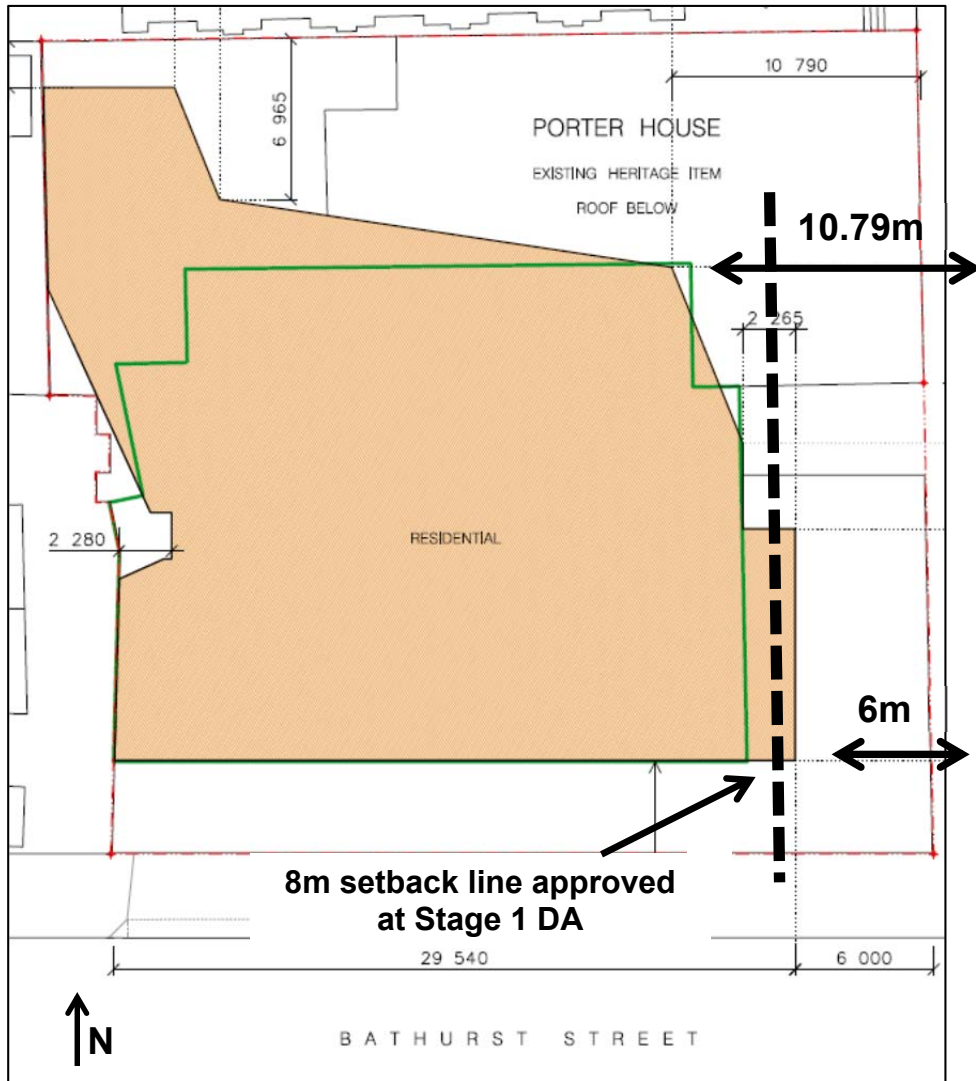 10 790
6 965
PORTER HOUSE
EXISTING HERITAGE ITEM
ROOF BELOW
10.79m
2 265
RESIDENTIAL
2 280
6m
8m setback line approved
at Stage 1 DA
29 540
6 000
N
BATHURST STREET